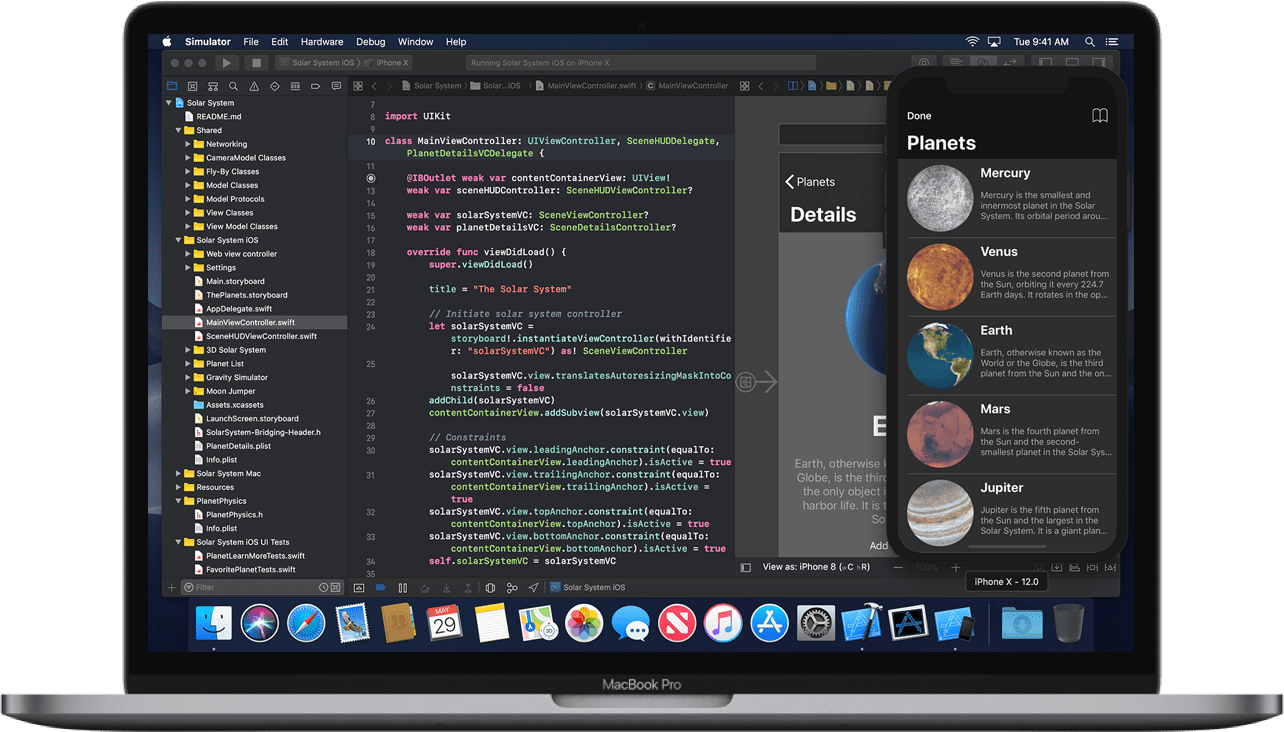 Simulator File Edit Hardware Debug Window Help
Tue 9:41 AM
Solar System iOS iPhone X
Running Solar System iOS on iPhone X
Solar System
README.md
Shared
Networking
CameraModel Classes
Fly-By Classes
Model Classes
Model Protocols
View Classes
View Model Classes
Solar System iOS
Web view controller
Settings
Main.storyboard
ThePlanets.storyboard
AppDelegate.swift
MainViewController.swift
SceneHUDViewController.swift
3D Solar System
Planet List
Gravity Simulator
Moon Jumper
Assets.xcassets
LaunchScreen.storyboard
SolarSystem-Bridging-Header.h
PlanetDetails.plist
Info.plist
Solar System Mac
Resources
PlanetPhysics
PlanetPhysics.h
Info.plist
Solar System iOS UI Tests
PlanetLearnMoreTests.swift
FavoritePlanetTests.swift
Filter
Solar System Solar...iOS MainViewController.swift MainViewController
7
8 import UIKit
9
10 class MainViewController: UIViewController, SceneHUDDelegate,
PlanetDetailsVCDelegate {
11
@IBOutlet weak var contentContainerView: UIView!
13 weak var sceneHUDController: SceneHUDViewController?
14
15 weak var solarSystemVC: SceneViewController?
16 weak var planetDetailsVC: SceneDetailsController?
17
18 override func viewDidLoad() {
19 super.viewDidLoad()
20
21 title = "The Solar System"
22
23 // Initiate solar system controller
24 let solarSystemVC =
storyboard!.instantiateViewController(withIdentifie
r: "solarSystemVC") as! SceneViewController
25
solarSystemVC.view.translatesAutoresizingMaskIntoCo
nstraints = false
26 addChild(solarSystemVC)
27 contentContainerView.addSubview(solarSystemVC.view)
28
29 // Constraints
30 solarSystemVC.view.leadingAnchor.constraint(equalTo:
contentContainerView.leadingAnchor).isActive = true
31 solarSystemVC.view.trailingAnchor.constraint(equalTo:
contentContainerView.trailingAnchor).isActive =
true
32 solarSystemVC.view.topAnchor.constraint(equalTo:
contentContainerView.topAnchor).isActive = true
33 solarSystemVC.view.bottomAnchor.constraint(equalTo:
contentContainerView.bottomAnchor).isActive = true
34 self.solarSystemVC = solarSystemVC
35
Solar System iOS
Planets
Details
E
Earth, otherwise
Globe, is the thir
the only object i
harbor life. It is t
So
Add
View as: iPhone 8 (wC hR)
100%
Done
Planets
Mercury
Mercury is the smallest and
innermost planet in the Solar
System. Its orbital period arou...
Venus
Venus is the second planet from
the Sun, orbiting it every 224.7
Earth days. It rotates in the op...
Earth
Earth, otherwise known as the
World or the Globe, is the third
planet from the Sun and the on...
Mars
Mars is the fourth planet from
the Sun and the second-
smallest planet in the Solar Sys...
Jupiter
Jupiter is the fifth planet from
the Sun and the largest in the
Solar System. It is a giant plan...
iPhone X - 12.0
MAY
29
3D
MacBook Pro